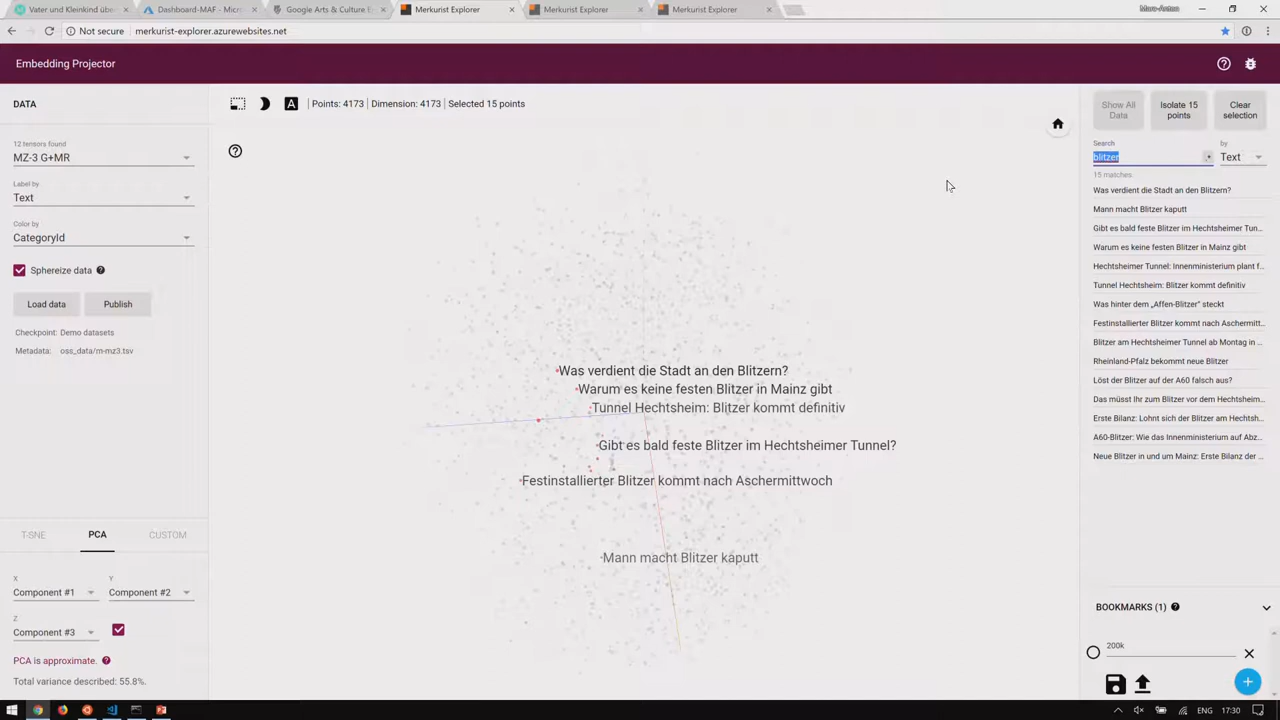 Vater und Kleinkind übe
Dashboard-MAF - Micr
Google Arts & Culture E
Merkurist Explorer
Merkurist Explorer
Merkurist Explorer
Not secure
merkurist-explorer.azurewebsites.net
Embedding Projector
DATA
Points: 4173
Dimension: 4173
Selected 15 points
Show All Data
Isolate 15 points
Clear selection
12 tensors found
MZ-3 G+MR
Label by
Text
Color by
CategoryId
Sphereize data
Load data
Publish
Checkpoint: Demo datasets
Metadata: oss_data/m-mz3.tsv
Search
by
blitzer
Text
15 matches
Was verdient die Stadt an den Blitzern?
Mann macht Blitzer kaputt
Gibt es bald feste Blitzer im Hechtsheimer Tun...
Warum es keine festen Blitzer in Mainz gibt
Hechtsheimer Tunnel: Innenministerium plant f...
Tunnel Hechtsheim: Blitzer kommt definitiv
Was hinter dem „Affen-Blitzer“ steckt
Festinstallierter Blitzer kommt nach Aschermitt...
Blitzer am Hechtsheimer Tunnel ab Montag in ...
Rheinland-Pfalz bekommt neue Blitzer
Löst der Blitzer auf der A60 falsch aus?
Das müsst Ihr zum Blitzer vor dem Hechtsheim...
Erste Bilanz: Lohnt sich der Blitzer am Hechtsh...
A60-Blitzer: Wie das Innenministerium auf Abz...
Neue Blitzer in und um Mainz: Erste Bilanz der ...
Was verdient die Stadt an den Blitzern?
Warum es keine festen Blitzer in Mainz gibt
Tunnel Hechtsheim: Blitzer kommt definitiv
Gibt es bald feste Blitzer im Hechtsheimer Tunnel?
Festinstallierter Blitzer kommt nach Aschermittwoch
Mann macht Blitzer kaputt
T-SNE
PCA
CUSTOM
X
Y
Component #1
Component #2
Z
Component #3
PCA is approximate.
Total variance described: 55.8%.
BOOKMARKS (1)
200k
ENG
17:30